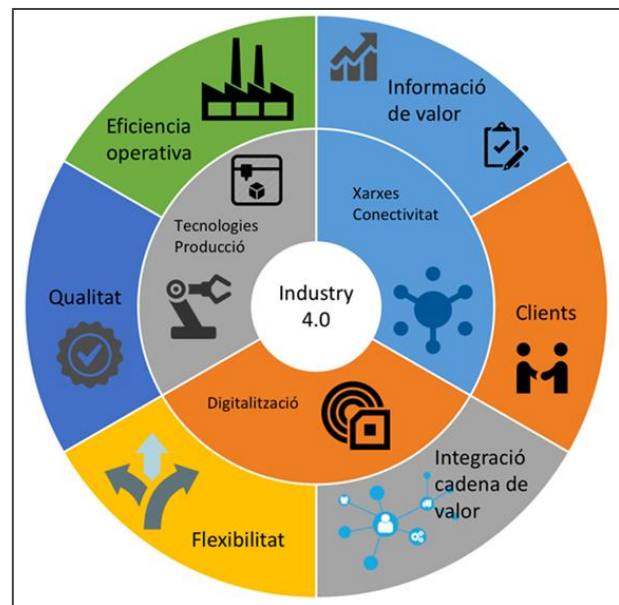 Eficiencia
operativa
Informació
de valor
Tecnologies
Producció
Xarxes
Conectivitat
Qualitat
Industry
4.0
Clients
Digitalització
Flexibilitat
Integració
cadena de
valor